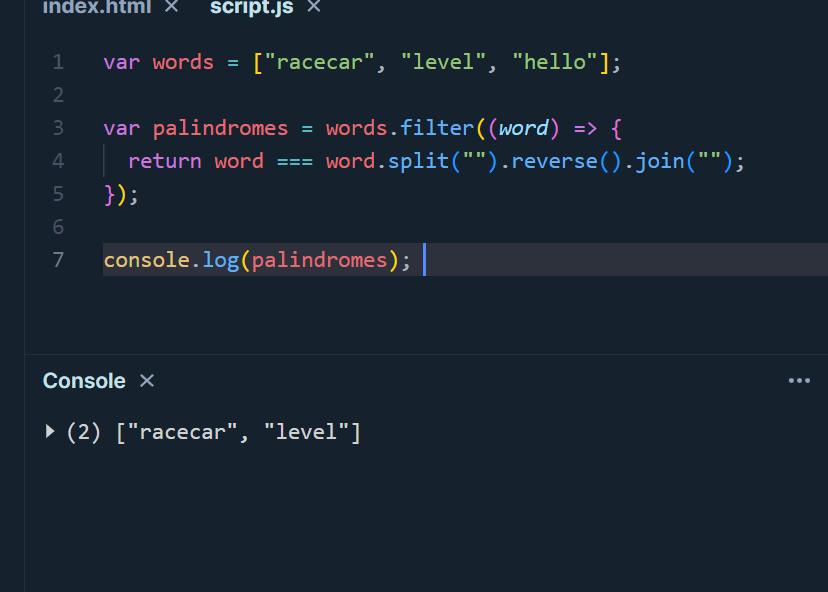 index.html × script.js ×
1 var words = ["racecar", "level", "hello"];
2
3 var palindromes = words.filter((word) => {
4   return word === word.split("").reverse().join("");
5 });
6
7 console.log(palindromes);
Console ×
(2) ["racecar", "level"]